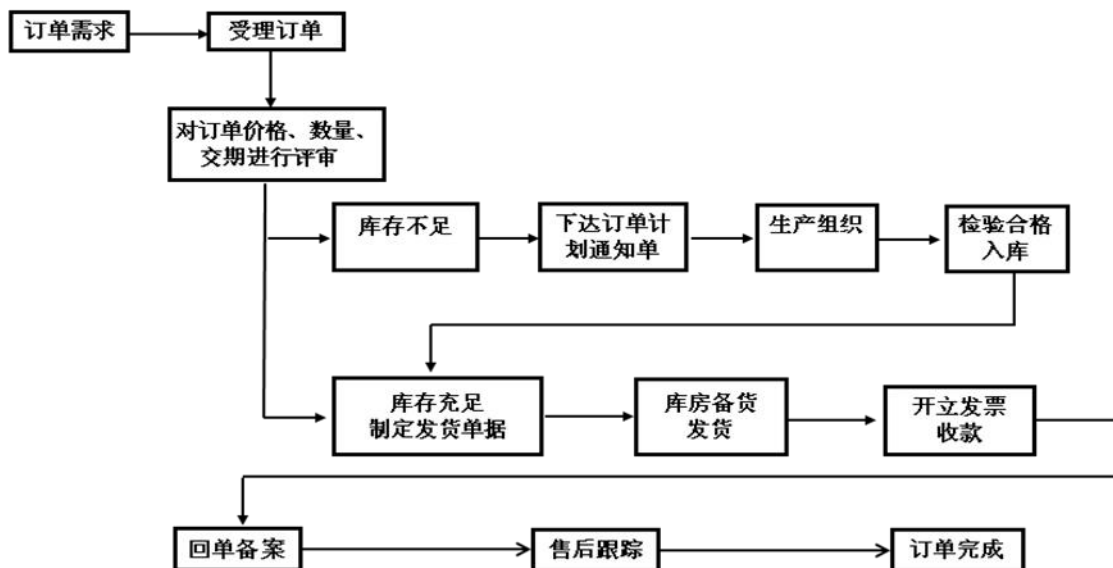 订单需求
受理订单
对订单价格、数量、
交期进行评审
库存不足
下达订单计
划通知单
生产组织
检验合格
入库
库存充足
制定发货单据
库房备货
发货
开立发票
收款
回单备案
售后跟踪
订单完成